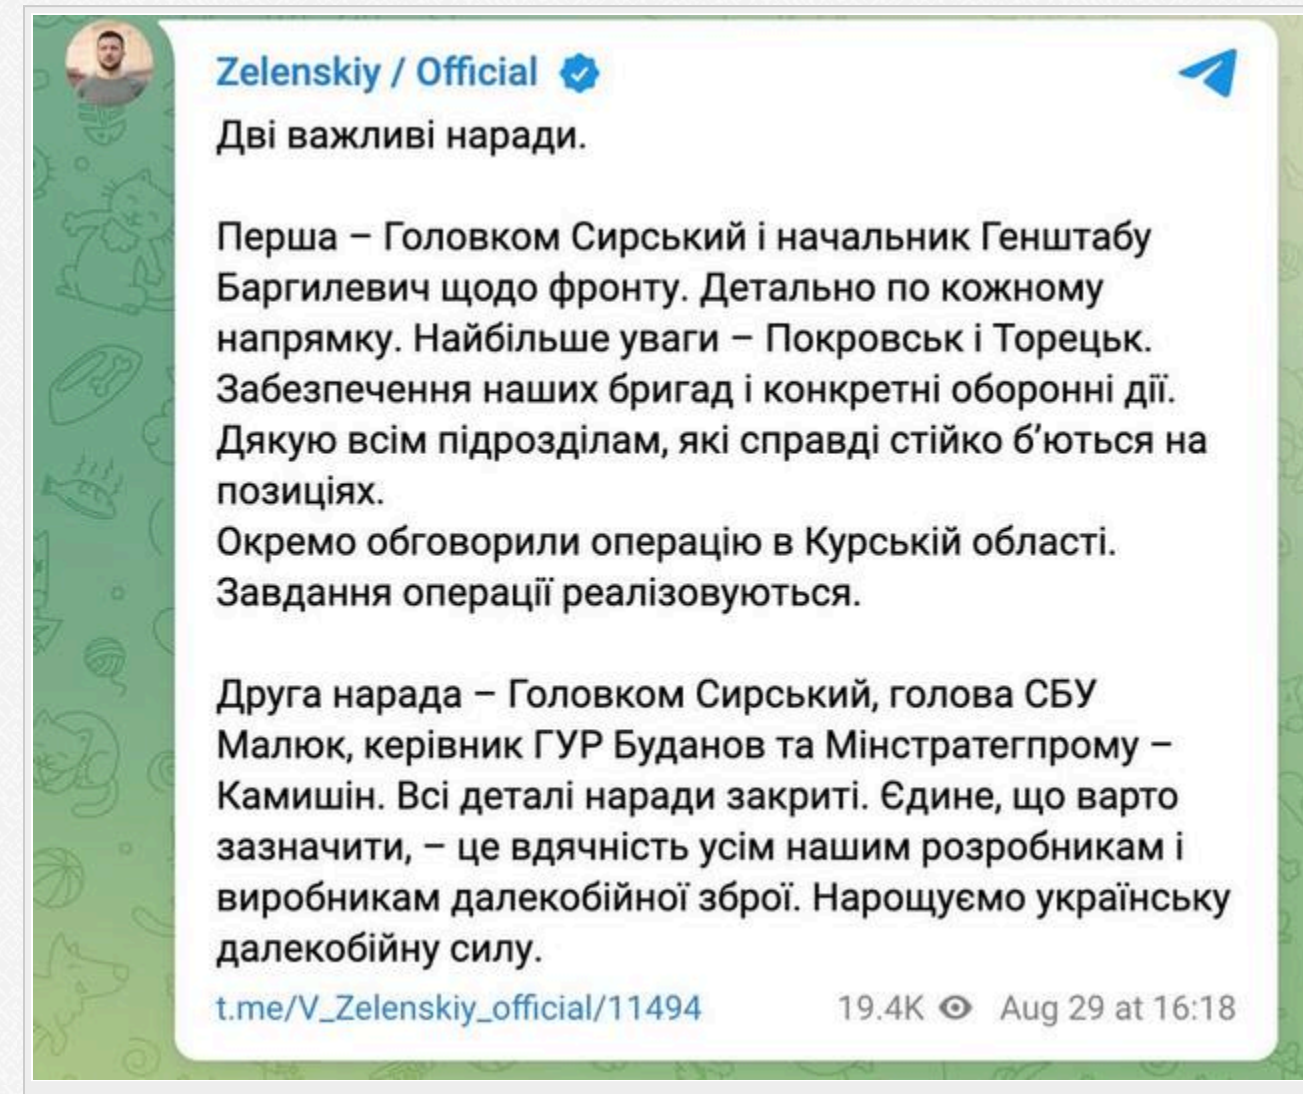 Zelenskiy / Official
Дві важливі наради.
Перша – Головком Сирський і начальник Генштабу
Баргилевич щодо фронту. Детально по кожному
напрямку. Найбільше уваги – Покровськ і Торецьк.
Забезпечення наших бригад і конкретні оборонні дії.
Дякую всім підрозділам, які справді стійко б’ються на
позиціях.
Окремо обговорили операцію в Курській області.
Завдання операції реалізовуються.
Друга нарада – Головком Сирський, голова СБУ
Малюк, керівник ГУР Буданов та Мінстратегпрому –
Камишін. Всі деталі наради закриті. Єдине, що варто
зазначити, – це вдячність усім нашим розробникам і
виробникам далекобійної зброї. Нарощуємо українську
далекобійну силу.
t.me/V_Zelenskiy_official/11494 19.4K Aug 29 at 16:18